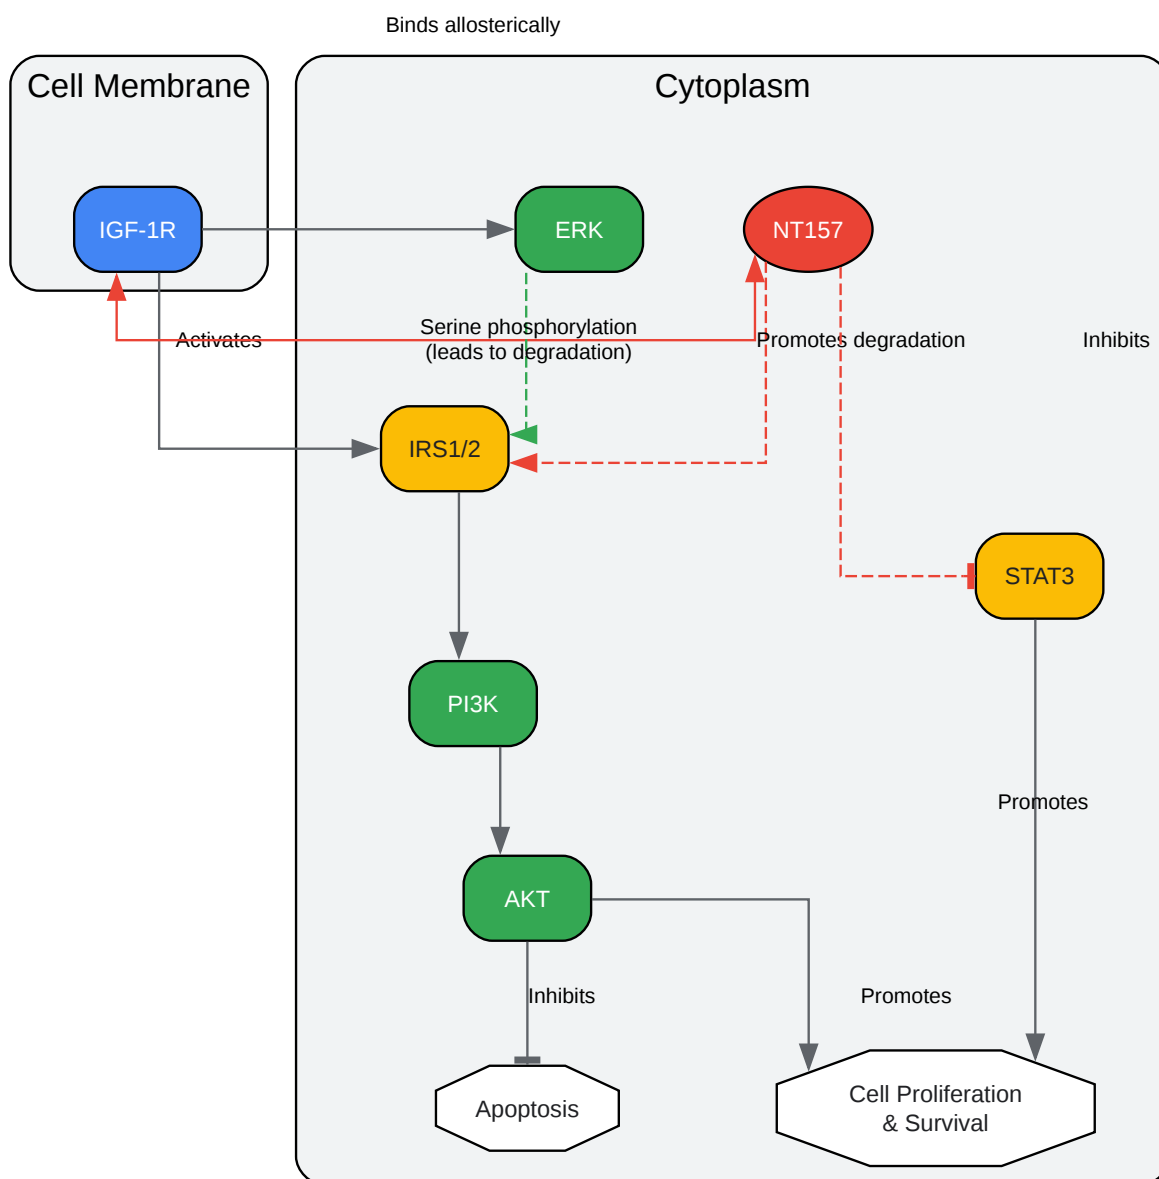 Binds allosterically
Cell Membrane
Cytoplasm
IGF-1R
ERK
NT157
Activates
Serine phosphorylation
(leads to degradation)
Promotes degradation
Inhibits
IRS1/2
STAT3
PI3K
Promotes
AKT
Inhibits
Promotes
Apoptosis
Cell Proliferation
& Survival